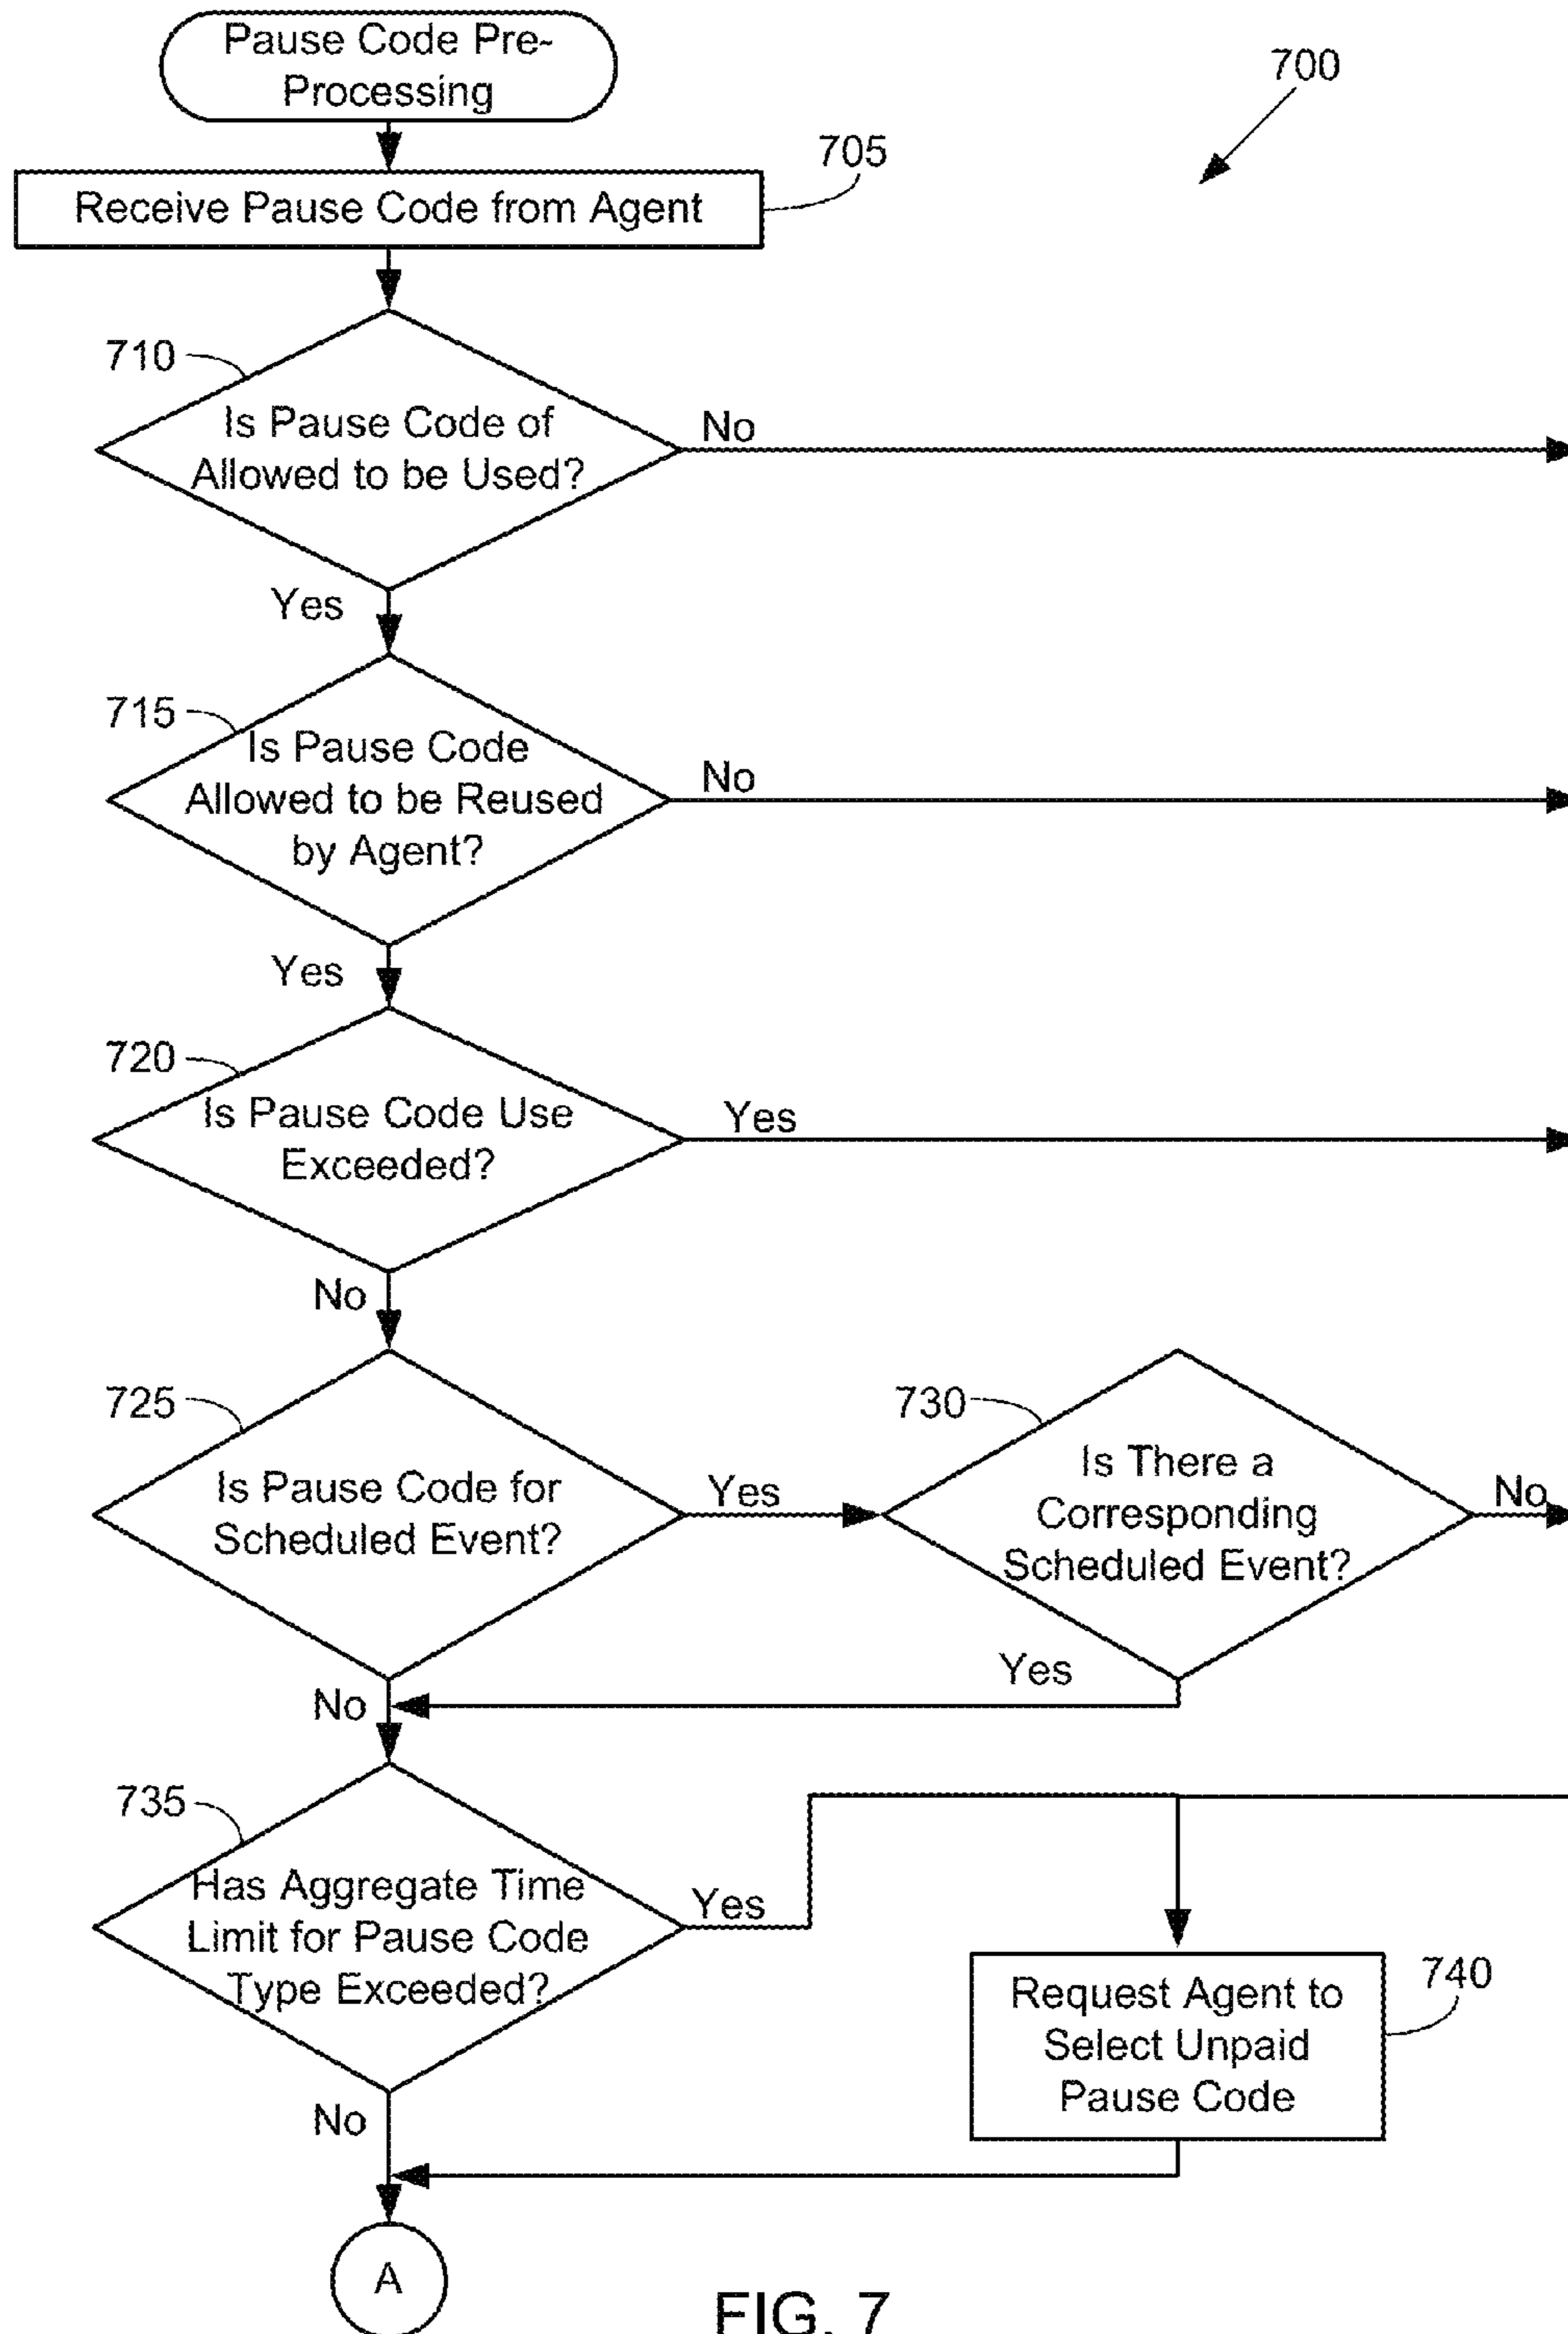 Pause Code Pre-
Processing
700
705
Receive Pause Code from Agent
710
Is Pause Code of
Allowed to be Used?
No
Yes
715
Is Pause Code
Allowed to be Reused
by Agent?
No
Yes
720
Is Pause Code Use
Exceeded?
Yes
No
725
Is Pause Code for
Scheduled Event?
Yes
730
Is There a
Corresponding
Scheduled Event?
No
Yes
No
735
Has Aggregate Time
Limit for Pause Code
Type Exceeded?
Yes
740
Request Agent to
Select Unpaid
Pause Code
No
A
FIG. 7